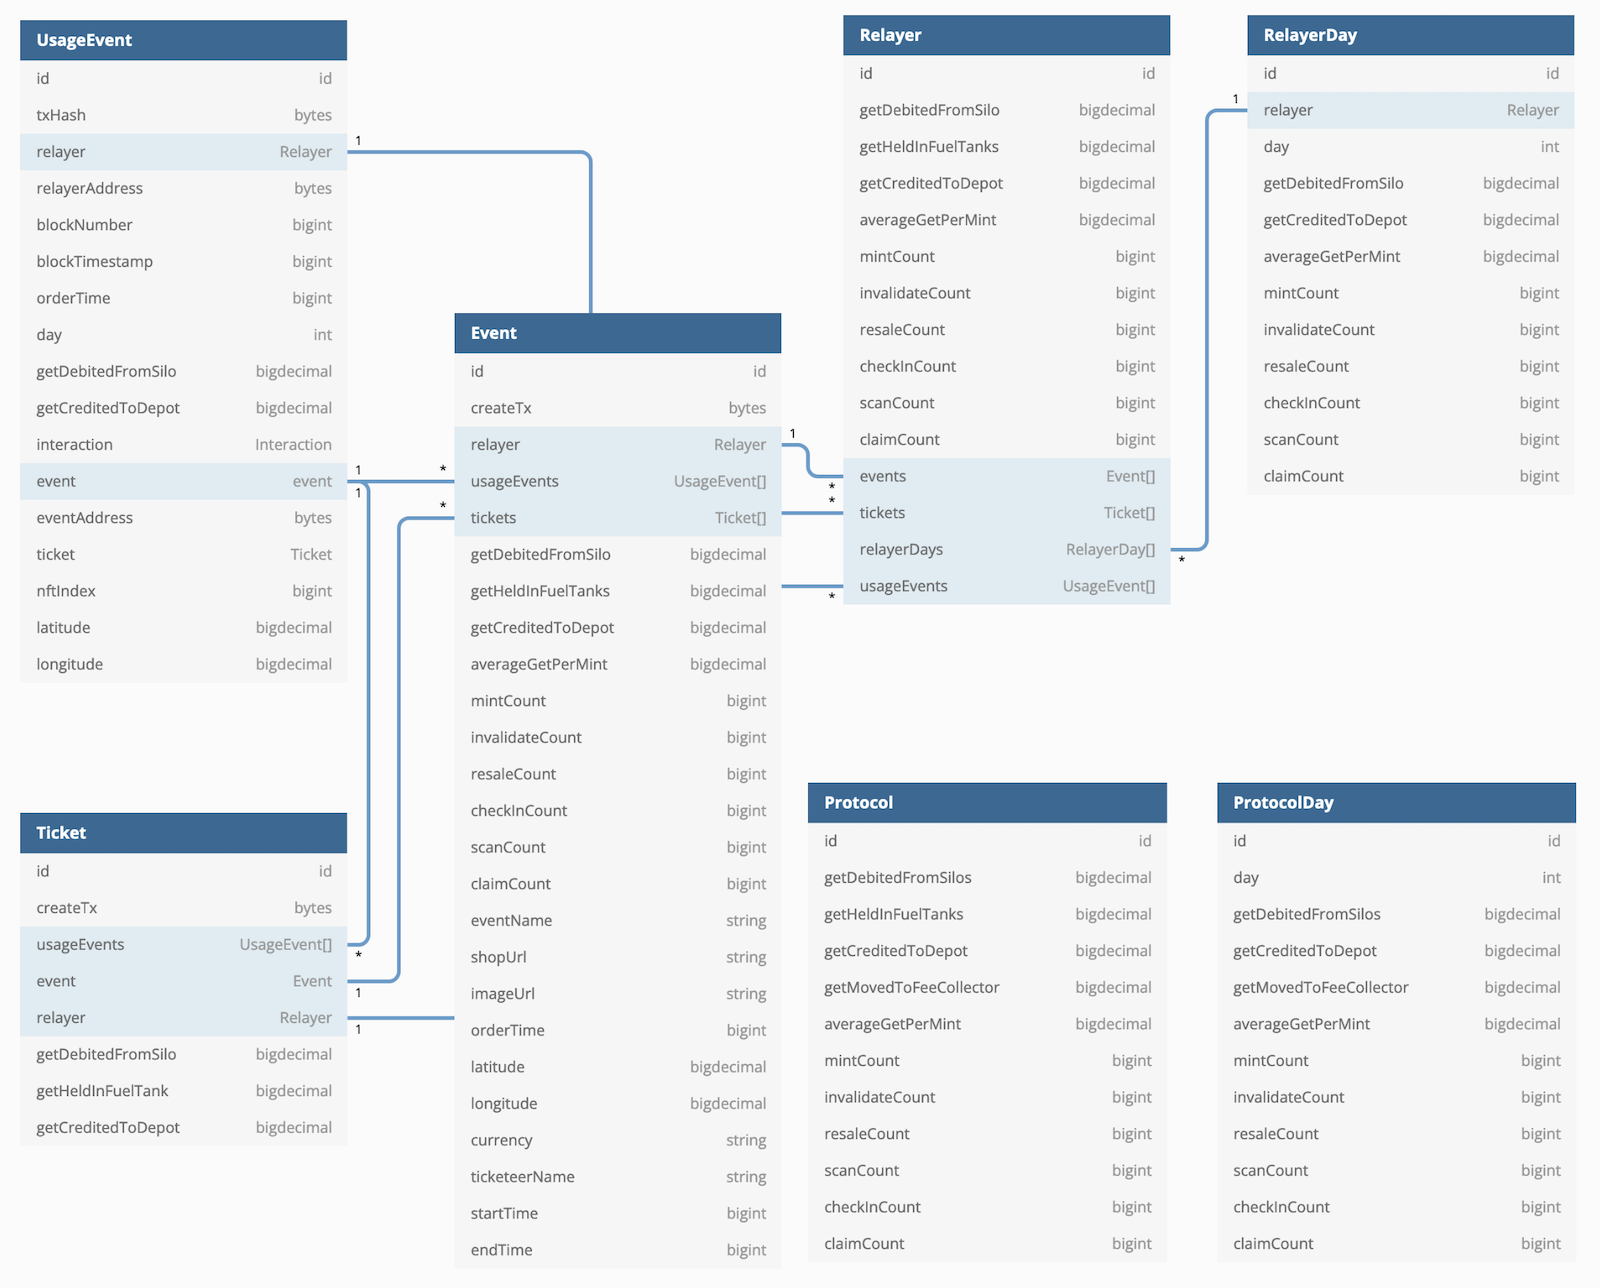 UsageEvent
id id
txHash bytes
relayer Relayer 1
relayerAddress bytes
blockNumber bigint
blockTimestamp bigint
orderTime bigint
day int
getDebitedFromSilo bigdecimal
getCreditedToDepot bigdecimal
interaction Interaction
event event 1 1
eventAddress bytes
ticket Ticket
nftIndex bigint
latitude bigdecimal
longitude bigdecimal
Ticket
id id
createTx bytes
usageEvents UsageEvent[] *
event Event 1
relayer Relayer 1
getDebitedFromSilo bigdecimal
getHeldInFuelTank bigdecimal
getCreditedToDepot bigdecimal
Event
id id
createTx bytes
relayer Relayer 1
* usageEvents UsageEvent[]
* tickets Ticket[]
getDebitedFromSilo bigdecimal
getHeldInFuelTanks bigdecimal
getCreditedToDepot bigdecimal
averageGetPerMint bigdecimal
mintCount bigint
invalidateCount bigint
resaleCount bigint
checkInCount bigint
scanCount bigint
claimCount bigint
eventName string
shopUrl string
imageUrl string
orderTime bigint
latitude bigdecimal
longitude bigdecimal
currency string
ticketeerName string
startTime bigint
endTime bigint
Relayer
id id
getDebitedFromSilo bigdecimal
getHeldInFuelTanks bigdecimal
getCreditedToDepot bigdecimal
averageGetPerMint bigdecimal
mintCount bigint
invalidateCount bigint
resaleCount bigint
checkInCount bigint
scanCount bigint
claimCount bigint
* events Event[]
* tickets Ticket[]
relayerDays RelayerDay[] *
* usageEvents UsageEvent[]
RelayerDay
id id
1 relayer Relayer
day int
getDebitedFromSilo bigdecimal
getCreditedToDepot bigdecimal
averageGetPerMint bigdecimal
mintCount bigint
invalidateCount bigint
resaleCount bigint
checkInCount bigint
scanCount bigint
claimCount bigint
Protocol
id id
getDebitedFromSilos bigdecimal
getHeldInFuelTanks bigdecimal
getCreditedToDepot bigdecimal
getMovedToFeeCollector bigdecimal
averageGetPerMint bigdecimal
mintCount bigint
invalidateCount bigint
resaleCount bigint
scanCount bigint
checkInCount bigint
claimCount bigint
ProtocolDay
id id
day int
getDebitedFromSilos bigdecimal
getCreditedToDepot bigdecimal
getMovedToFeeCollector bigdecimal
averageGetPerMint bigdecimal
mintCount bigint
invalidateCount bigint
resaleCount bigint
scanCount bigint
checkInCount bigint
claimCount bigint